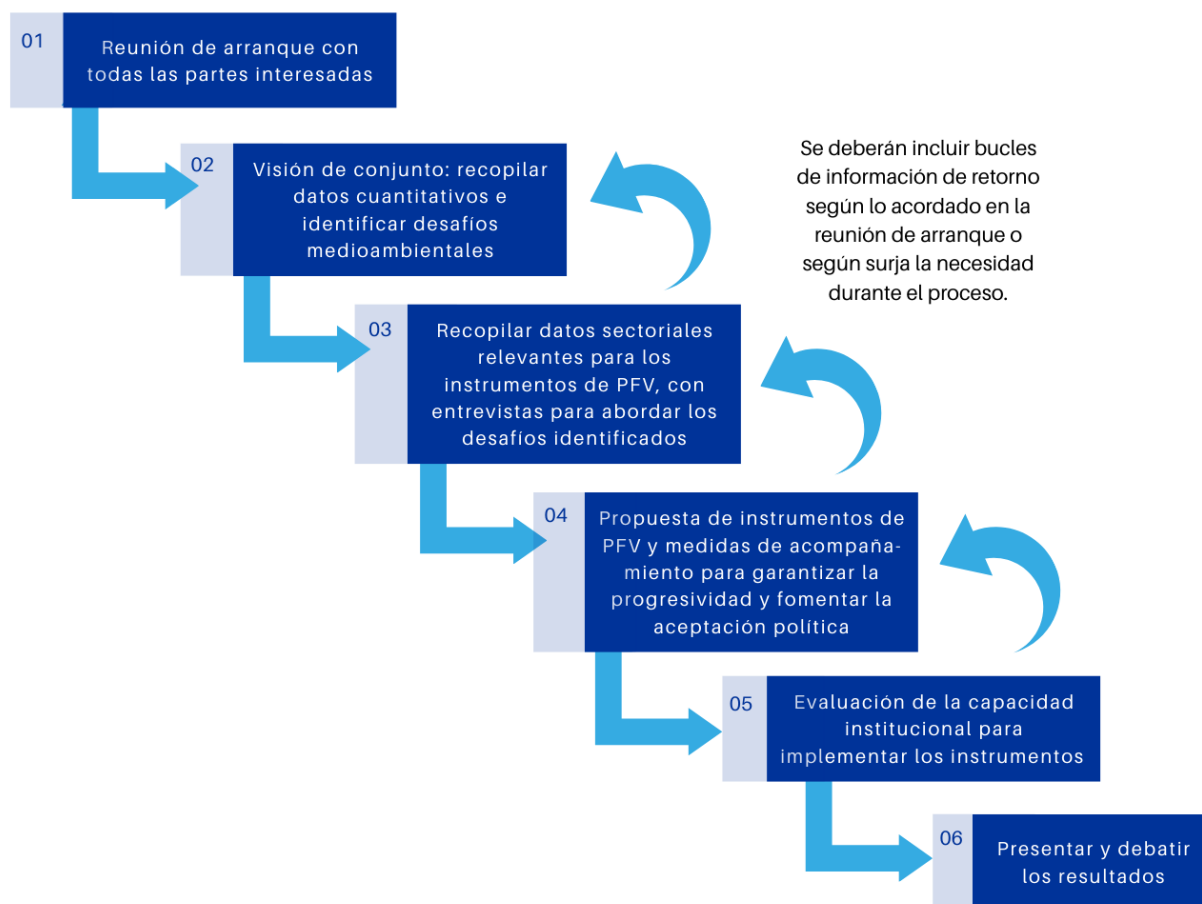 01
Reunión de arranque con
todas las partes interesadas
02
Visión de conjunto: recopilar
datos cuantitativos e
identificar desafíos
medioambientales
Se deberán incluir bucles
de información de retorno
según lo acordado en la
reunión de arranque o
según surja la necesidad
durante el proceso.
03
Recopilar datos sectoriales
relevantes para los
instrumentos de PFV, con
entrevistas para abordar los
desafíos identificados
04
Propuesta de instrumentos de
PFV y medidas de acompaña-
miento para garantizar la
progresividad y fomentar la
aceptación política
05
Evaluación de la capacidad
institucional para
implementar los instrumentos
06
Presentar y debatir
los resultados